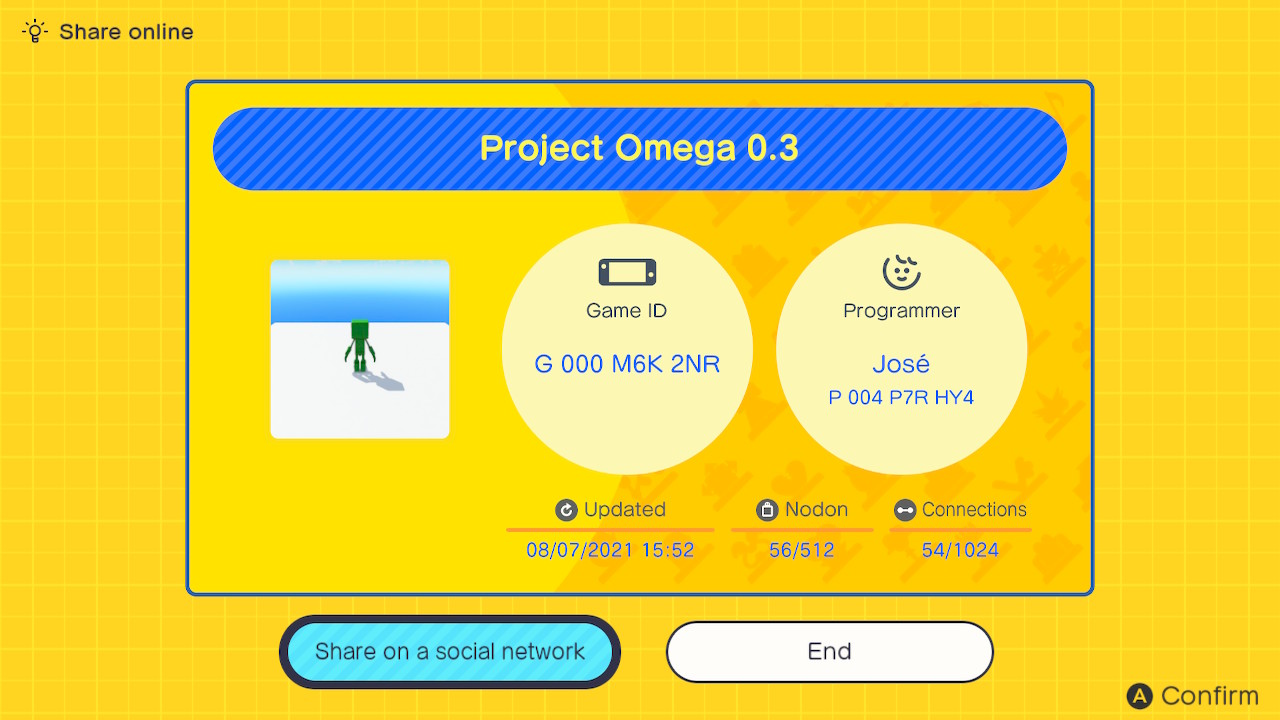 Share online
Project Omega 0.3
Game ID
G 000 M6K 2NR
Programmer
José
P 004 P7R HY4
Updated
08/07/2021 15:52
Nodon
56/512
Connections
54/1024
Share on a social network
End
A Confirm